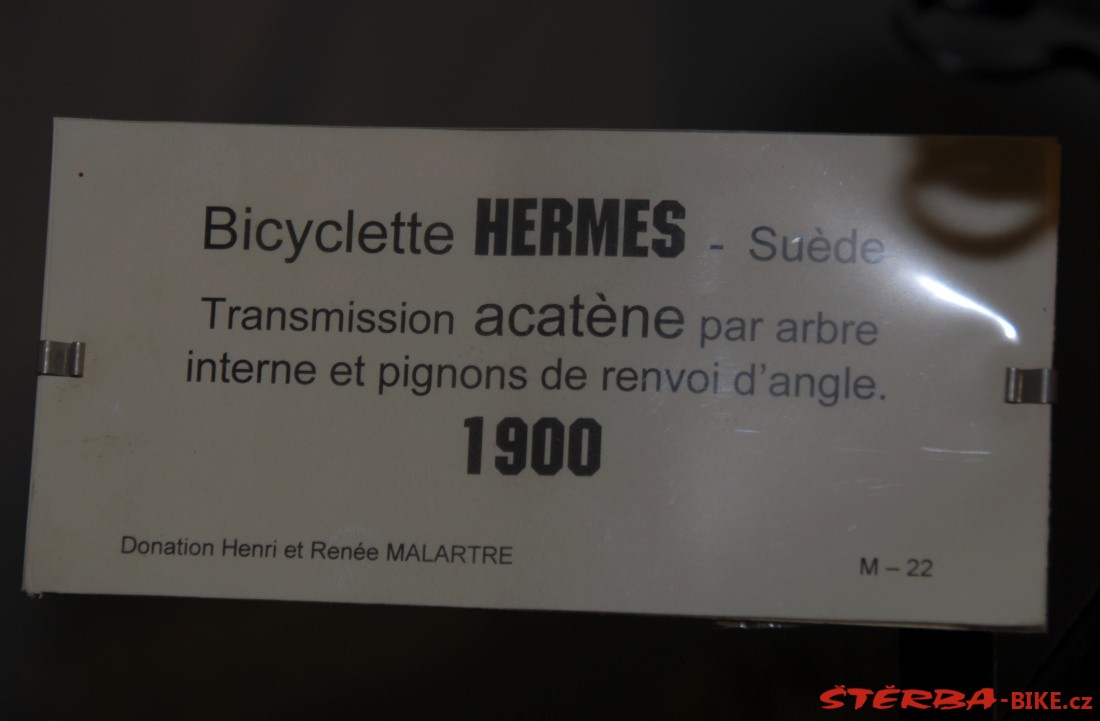 Bicyclette HERMES - Suède
Transmission acatène par arbre
interne et pignons de renvoi d'angle.
1900
Donation Henri et Renée MALARTRE
M – 22
ŠTĚRBA-BIKE.cz